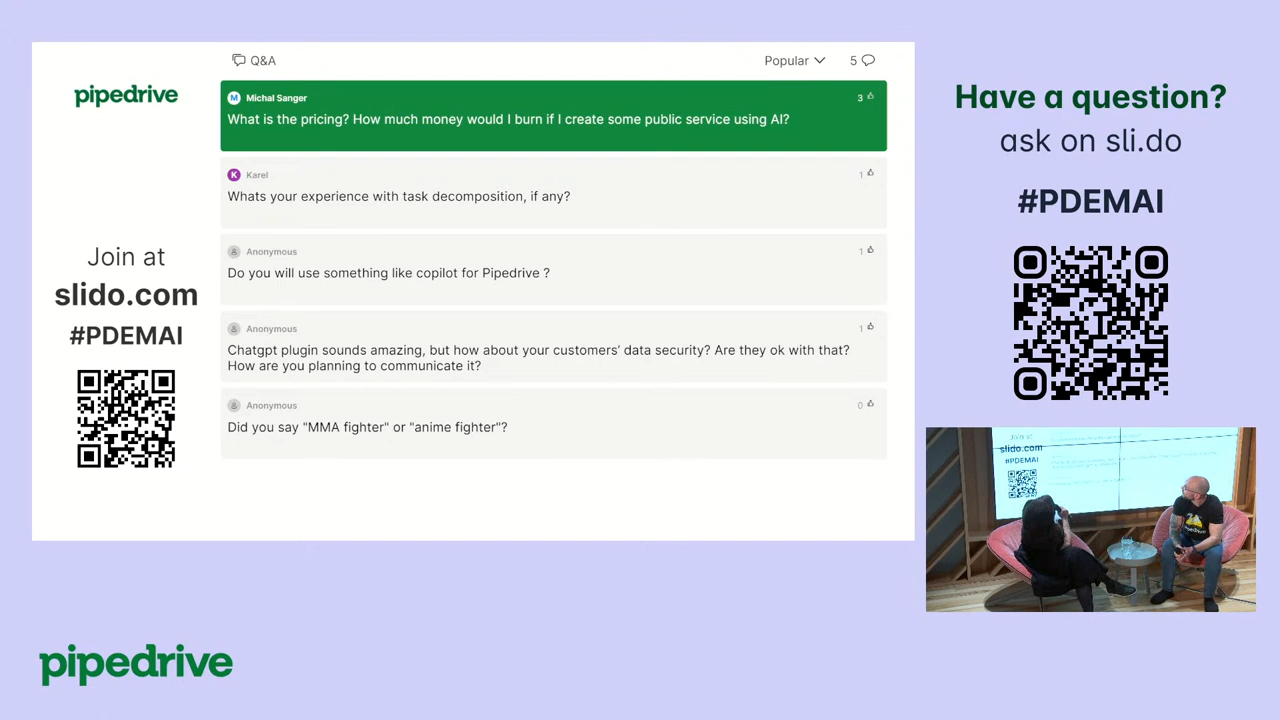 pipedrive
Join at
slido.com
#PDEMAI
Q&A
Popular
5
M Michal Sanger
3
What is the pricing? How much money would I burn if I create some public service using AI?
K Karel
1
Whats your experience with task decomposition, if any?
Anonymous
1
Do you will use something like copilot for Pipedrive ?
Anonymous
1
Chatgpt plugin sounds amazing, but how about your customers’ data security? Are they ok with that?
How are you planning to communicate it?
Anonymous
0
Did you say "MMA fighter" or "anime fighter"?
Have a question?
ask on sli.do
#PDEMAI
Join at
slido.com
#PDEMAI
pipedrive
pipedrive